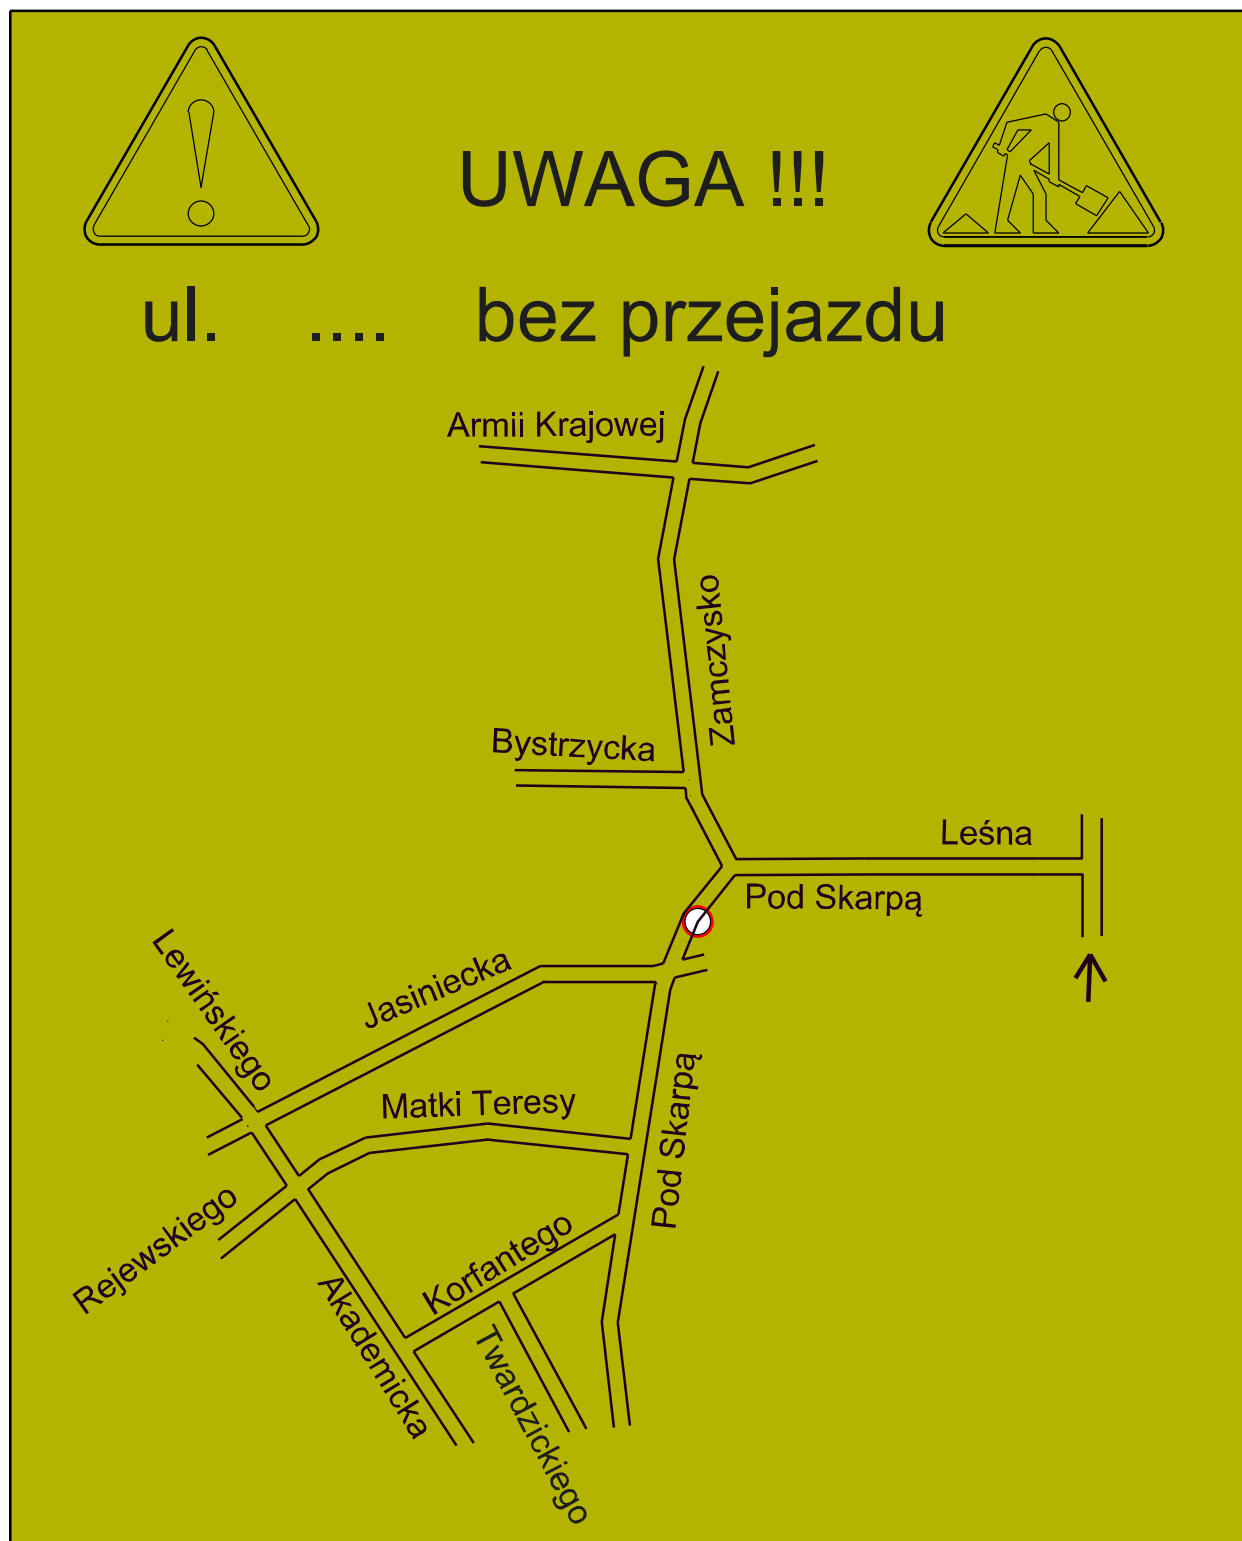 UWAGA !!!
ul. .... bez przejazdu
Armii Krajowej
Zamczysko
Bystrzycka
Leśna
Pod Skarpą
Lewińskiego
Jasiniecka
Matki Teresy
Pod Skarpą
Rejewskiego
Korfantego
Akademicka
Twardzickiego